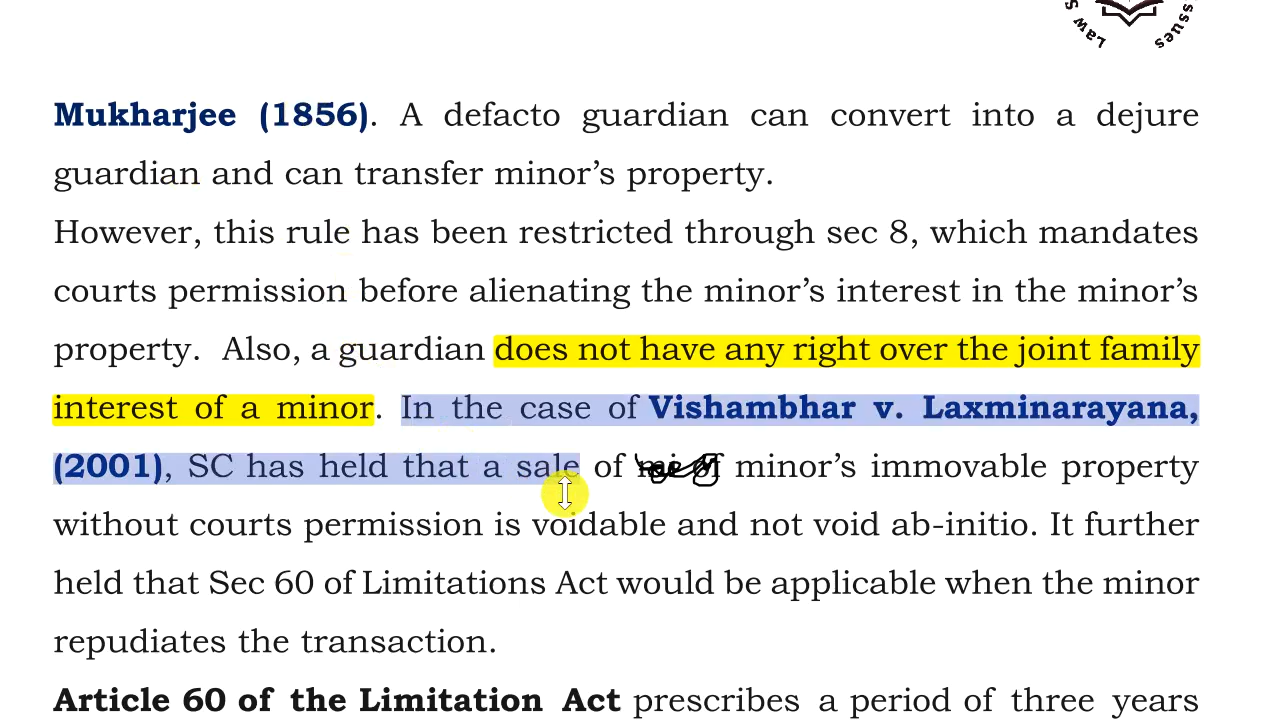 Law
Issues
Mukharjee (1856). A defacto guardian can convert into a dejure
guardian and can transfer minor’s property.
However, this rule has been restricted through sec 8, which mandates
courts permission before alienating the minor’s interest in the minor’s
property. Also, a guardian does not have any right over the joint family
interest of a minor. In the case of Vishambhar v. Laxminarayana,
(2001), SC has held that a sale of minor’s immovable property
without courts permission is voidable and not void ab-initio. It further
held that Sec 60 of Limitations Act would be applicable when the minor
repudiates the transaction.
Article 60 of the Limitation Act prescribes a period of three years